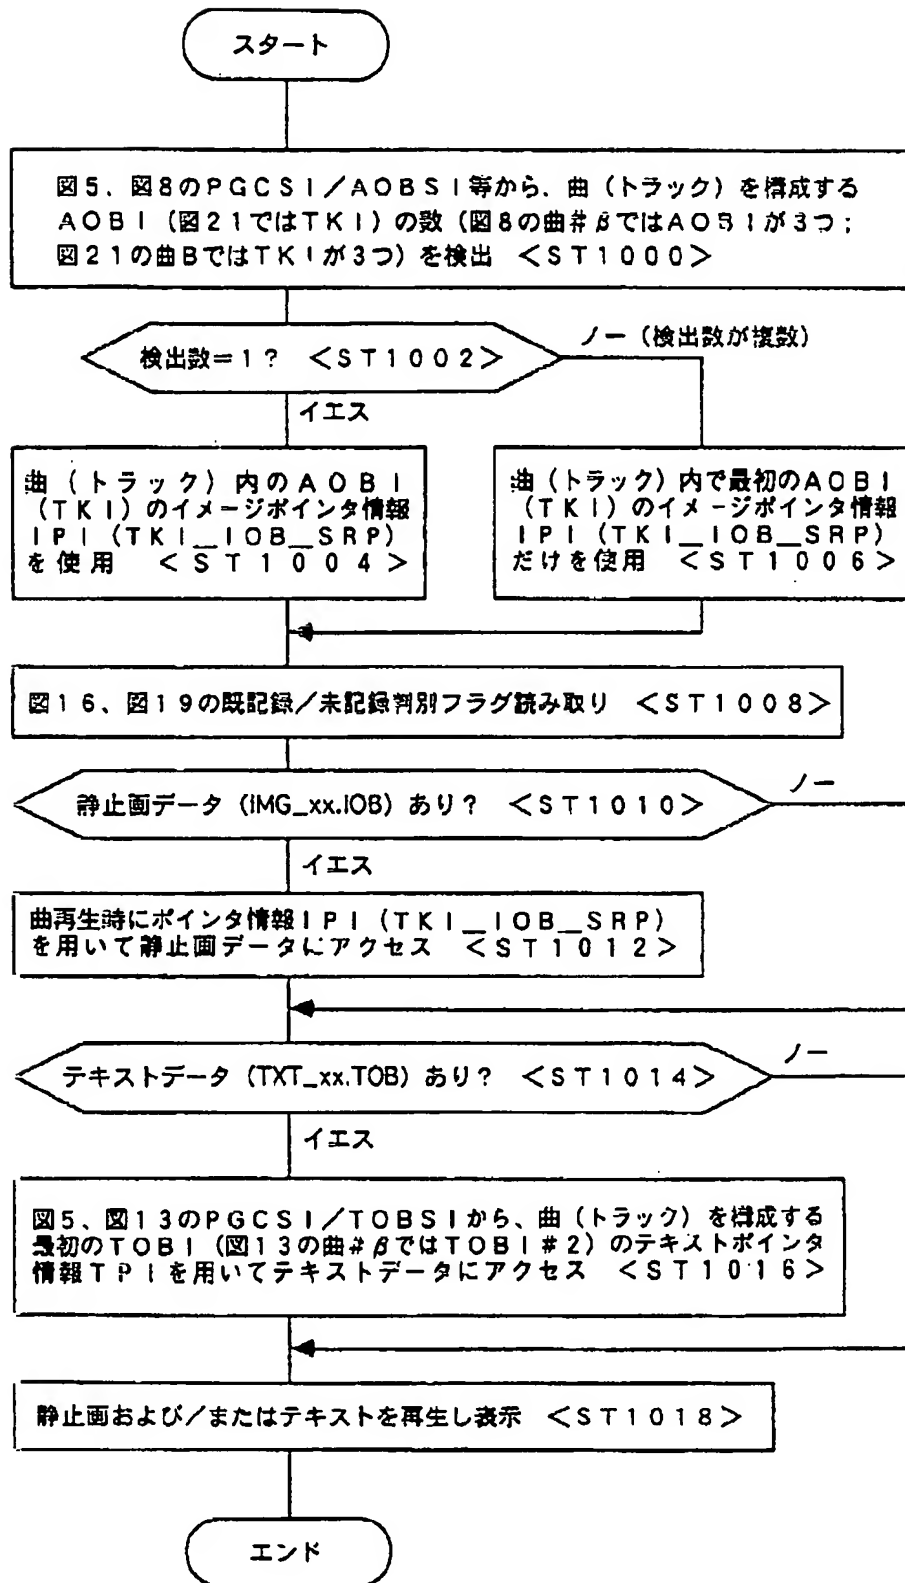 スタート
図5、図8のPGCSI/AOBSI等から、曲(トラック)を構成する
AOBI(図21ではTKI)の数(図8の曲#βではAOBIが3つ;
図21の曲BではTKIが3つ)を検出 <ST1000>
検出数=1? <ST1002>
ノー(検出数が複数)
イエス
曲(トラック)内のAOBI
(TKI)のイメージポインタ情報
IPI(TKI_IOB_SRP)
を使用 <ST1004>
曲(トラック)内で最初のAOBI
(TKI)のイメージポインタ情報
IPI(TKI_IOB_SRP)
だけを使用 <ST1006>
図16、図19の既記録/未記録判別フラグ読み取り <ST1008>
静止画データ(IMG_xx.IOB)あり? <ST1010>
ノー
イエス
曲再生時にポインタ情報IPI(TKI_IOB_SRP)
を用いて静止画データにアクセス <ST1012>
テキストデータ(TXT_xx.TOB)あり? <ST1014>
ノー
イエス
図5、図13のPGCSI/TOBSIから、曲(トラック)を構成する
最初のTOBI(図13の曲#βではTOBI#2)のテキストポインタ
情報TPIを用いてテキストデータにアクセス <ST1016>
静止画および/またはテキストを再生し表示 <ST1018>
エンド